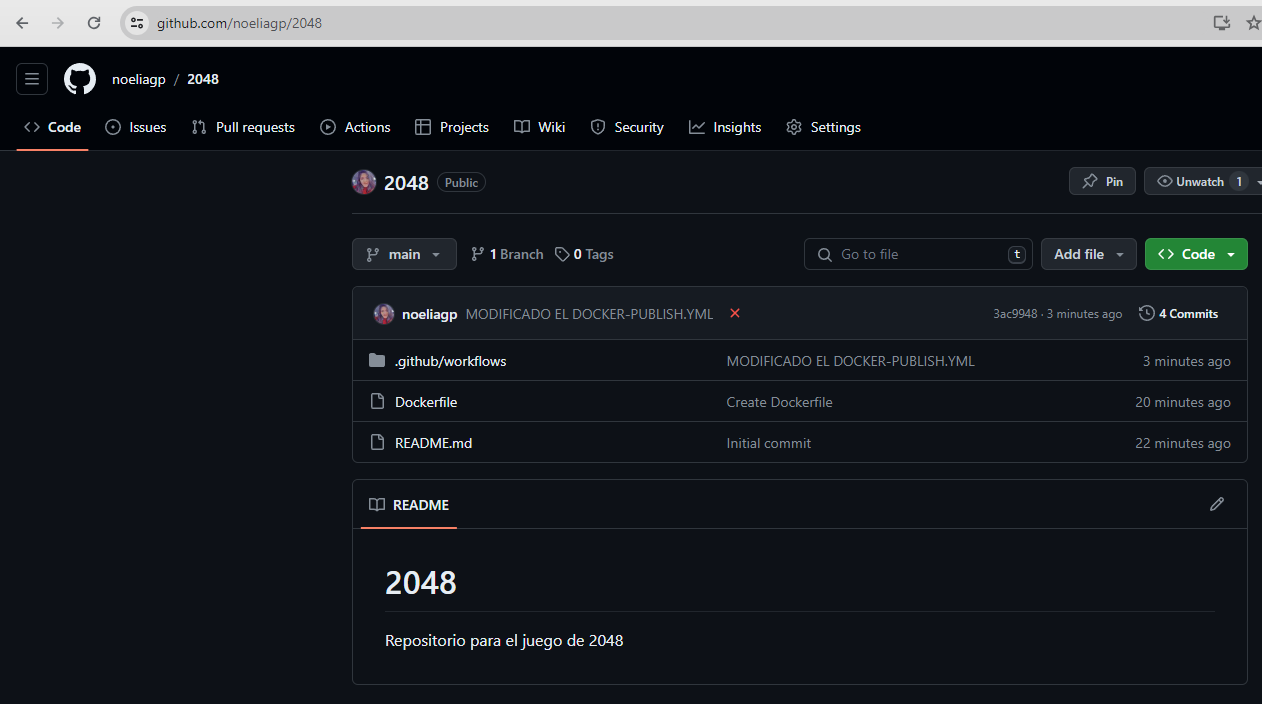 github.com/noeliagp/2048
noeliagp / 2048
Code Issues Pull requests Actions Projects Wiki Security Insights Settings
2048 Public Pin Unwatch 1
main 1 Branch 0 Tags Go to file t Add file Code
noeliagp MODIFICADO EL DOCKER-PUBLISH.YML 3ac9948 · 3 minutes ago 4 Commits
.github/workflows MODIFICADO EL DOCKER-PUBLISH.YML 3 minutes ago
Dockerfile Create Dockerfile 20 minutes ago
README.md Initial commit 22 minutes ago
README
2048
Repositorio para el juego de 2048